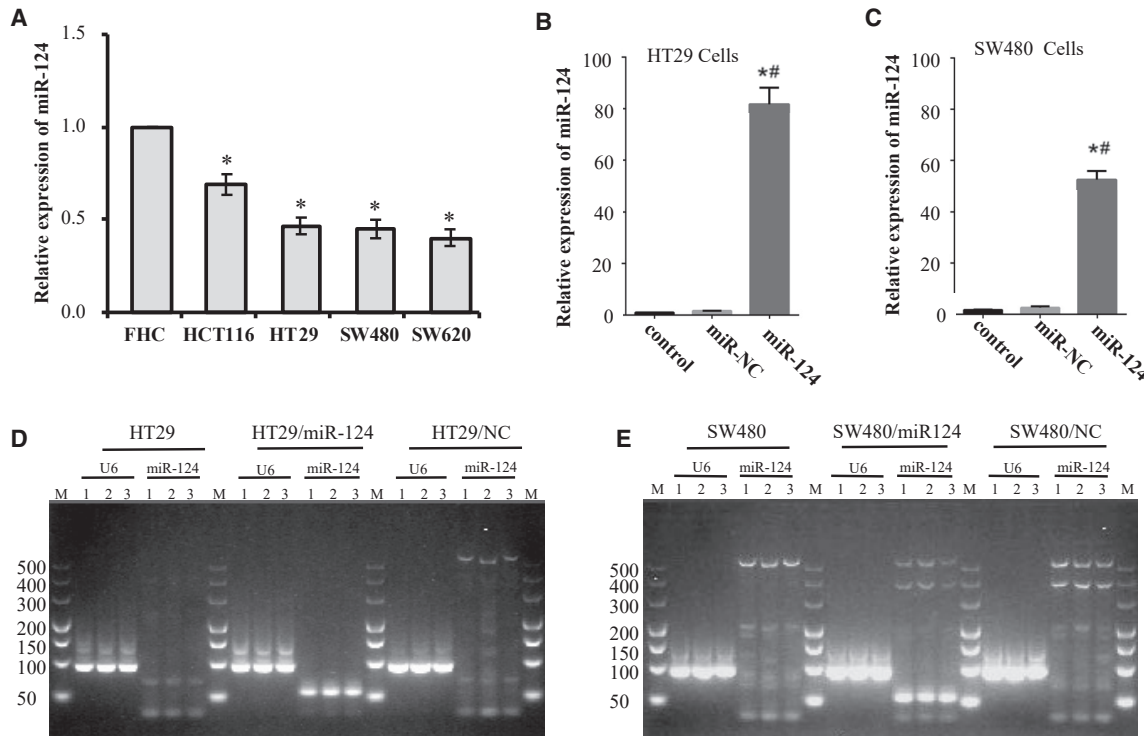 A
Relative expression of miR-124
1.5
1.0
0.5
0.0
* * * *
FHC HCT116 HT29 SW480 SW620
B
HT29 Cells
Relative expression of miR-124
100
80
60
40
20
0
*#
control miR-NC miR-124
C
SW480 Cells
Relative expression of miR-124
100
80
60
40
20
0
*#
control miR-NC miR-124
D
HT29 HT29/miR-124 HT29/NC
U6 miR-124 U6 miR-124 U6 miR-124
M 1 2 3 1 2 3 M 1 2 3 1 2 3 M 1 2 3 1 2 3 M
500
400
300
200
150
100
50
E
SW480 SW480/miR124 SW480/NC
U6 miR-124 U6 miR-124 U6 miR-124
M 1 2 3 1 2 3 M 1 2 3 1 2 3 M 1 2 3 1 2 3 M
500
400
300
200
150
100
50